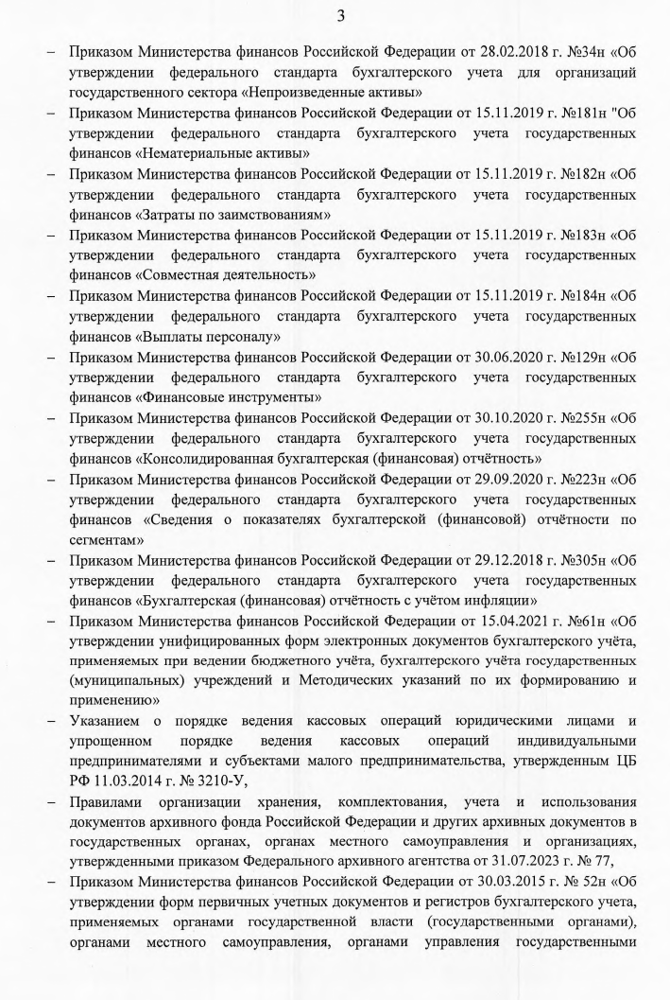 3
– Приказом Министерства финансов Российской Федерации от 28.02.2018 г. №34н «Об
утверждении федерального стандарта бухгалтерского учета для организаций
государственного сектора «Непроизведенные активы»
– Приказом Министерства финансов Российской Федерации от 15.11.2019 г. №181н "Об
утверждении федерального стандарта бухгалтерского учета государственных
финансов «Нематериальные активы»
– Приказом Министерства финансов Российской Федерации от 15.11.2019 г. №182н «Об
утверждении федерального стандарта бухгалтерского учета государственных
финансов «Затраты по заимствованиям»
– Приказом Министерства финансов Российской Федерации от 15.11.2019 г. №183н «Об
утверждении федерального стандарта бухгалтерского учета государственных
финансов «Совместная деятельность»
– Приказом Министерства финансов Российской Федерации от 15.11.2019 г. №184н «Об
утверждении федерального стандарта бухгалтерского учета государственных
финансов «Выплаты персоналу»
– Приказом Министерства финансов Российской Федерации от 30.06.2020 г. №129н «Об
утверждении федерального стандарта бухгалтерского учета государственных
финансов «Финансовые инструменты»
– Приказом Министерства финансов Российской Федерации от 30.10.2020 г. №255н «Об
утверждении федерального стандарта бухгалтерского учета государственных
финансов «Консолидированная бухгалтерская (финансовая) отчётность»
– Приказом Министерства финансов Российской Федерации от 29.09.2020 г. №223н «Об
утверждении федерального стандарта бухгалтерского учета государственных
финансов «Сведения о показателях бухгалтерской (финансовой) отчётности по
сегментам»
– Приказом Министерства финансов Российской Федерации от 29.12.2018 г. №305н «Об
утверждении федерального стандарта бухгалтерского учета государственных
финансов «Бухгалтерская (финансовая) отчётность с учётом инфляции»
– Приказом Министерства финансов Российской Федерации от 15.04.2021 г. №61н «Об
утверждении унифицированных форм электронных документов бухгалтерского учёта,
применяемых при ведении бюджетного учёта, бухгалтерского учёта государственных
(муниципальных) учреждений и Методических указаний по их формированию и
применению»
– Указанием о порядке ведения кассовых операций юридическими лицами и
упрощенном порядке ведения кассовых операций индивидуальными
предпринимателями и субъектами малого предпринимательства, утвержденным ЦБ
РФ 11.03.2014 г. № 3210-У,
– Правилами организации хранения, комплектования, учета и использования
документов архивного фонда Российской Федерации и других архивных документов в
государственных органах, органах местного самоуправления и организациях,
утвержденными приказом Федерального архивного агентства от 31.07.2023 г. № 77,
– Приказом Министерства финансов Российской Федерации от 30.03.2015 г. № 52н «Об
утверждении форм первичных учетных документов и регистров бухгалтерского учета,
применяемых органами государственной власти (государственными органами),
органами местного самоуправления, органами управления государственными